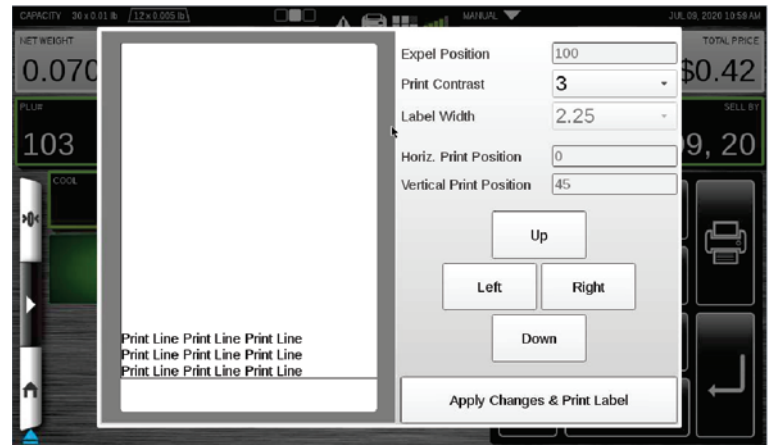 CAPACITY 30 x 0.01 lb 12 x 0.005 lb MANUAL JUL 09, 2020 10:59 AM
NET WEIGHT TOTAL PRICE
0.070 $0.42
PLU# SELL BY
103 09, 20
COOL
>0<
Expel Position 100
Print Contrast 3
Label Width 2.25
Horiz. Print Position 0
Vertical Print Position 45
Up
Left Right
Down
Print Line Print Line Print Line
Print Line Print Line Print Line
Print Line Print Line Print Line
Apply Changes & Print Label